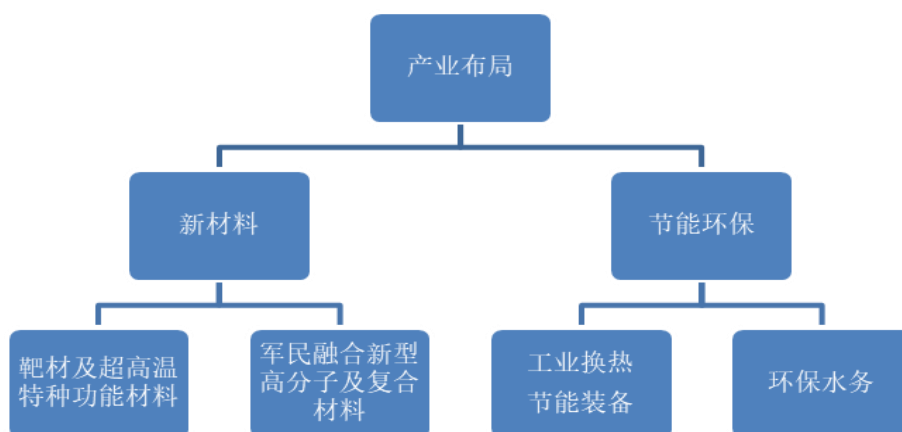 产业布局
新材料
节能环保
靶材及超高温
特种功能材料
军民融合新型
高分子及复合
材料
工业换热
节能装备
环保水务